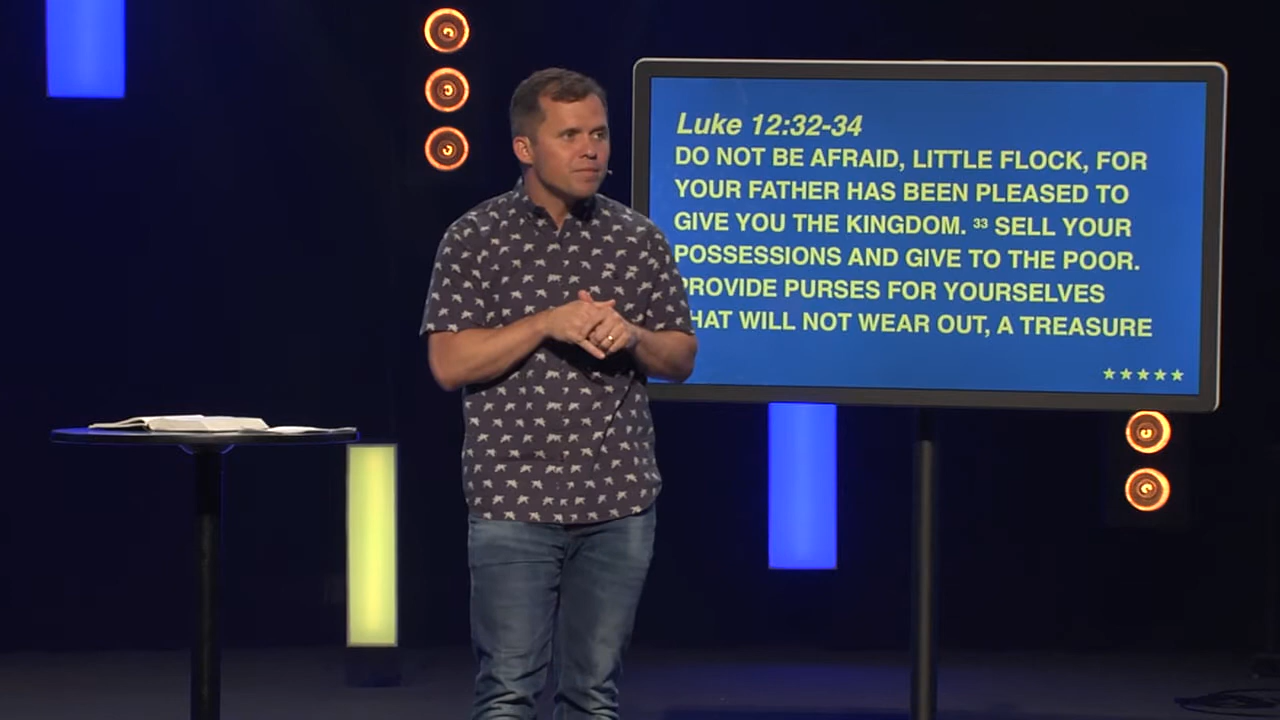 Luke 12:32-34
DO NOT BE AFRAID, LITTLE FLOCK, FOR
YOUR FATHER HAS BEEN PLEASED TO
GIVE YOU THE KINGDOM. ³³ SELL YOUR
POSSESSIONS AND GIVE TO THE POOR.
PROVIDE PURSES FOR YOURSELVES
THAT WILL NOT WEAR OUT, A TREASURE